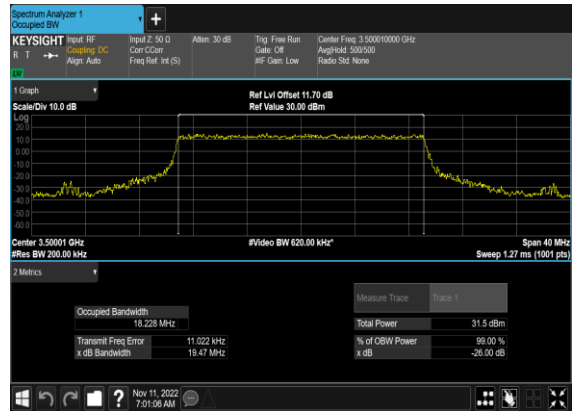 Spectrum Analyzer 1
Occupied BW
+
KEYSIGHT Input: RF Input Z: 50 Ω Atten: 30 dB Trig: Free Run Center Freq: 3.500010000 GHz
R T Coupling: DC Corr CCorr Gate: Off Avg|Hold: 500/500
Align: Auto Freq Ref: Int (S) #IF Gain: Low Radio Std: None
LW
1 Graph
Ref Lvl Offset 11.70 dB
Scale/Div 10.0 dB Ref Value 30.00 dBm
Log
20.0
10.0
0.00
-10.0
-20.0
-30.0
-40.0
-50.0
-60.0
Center 3.50001 GHz #Video BW 620.00 kHz* Span 40 MHz
#Res BW 200.00 kHz Sweep 1.27 ms (1001 pts)
2 Metrics
Measure Trace Trace 1
Occupied Bandwidth
18.228 MHz Total Power 31.5 dBm
Transmit Freq Error 11.022 kHz % of OBW Power 99.00 %
x dB Bandwidth 19.47 MHz x dB -26.00 dB
? Nov 11, 2022
7:01:06 AM